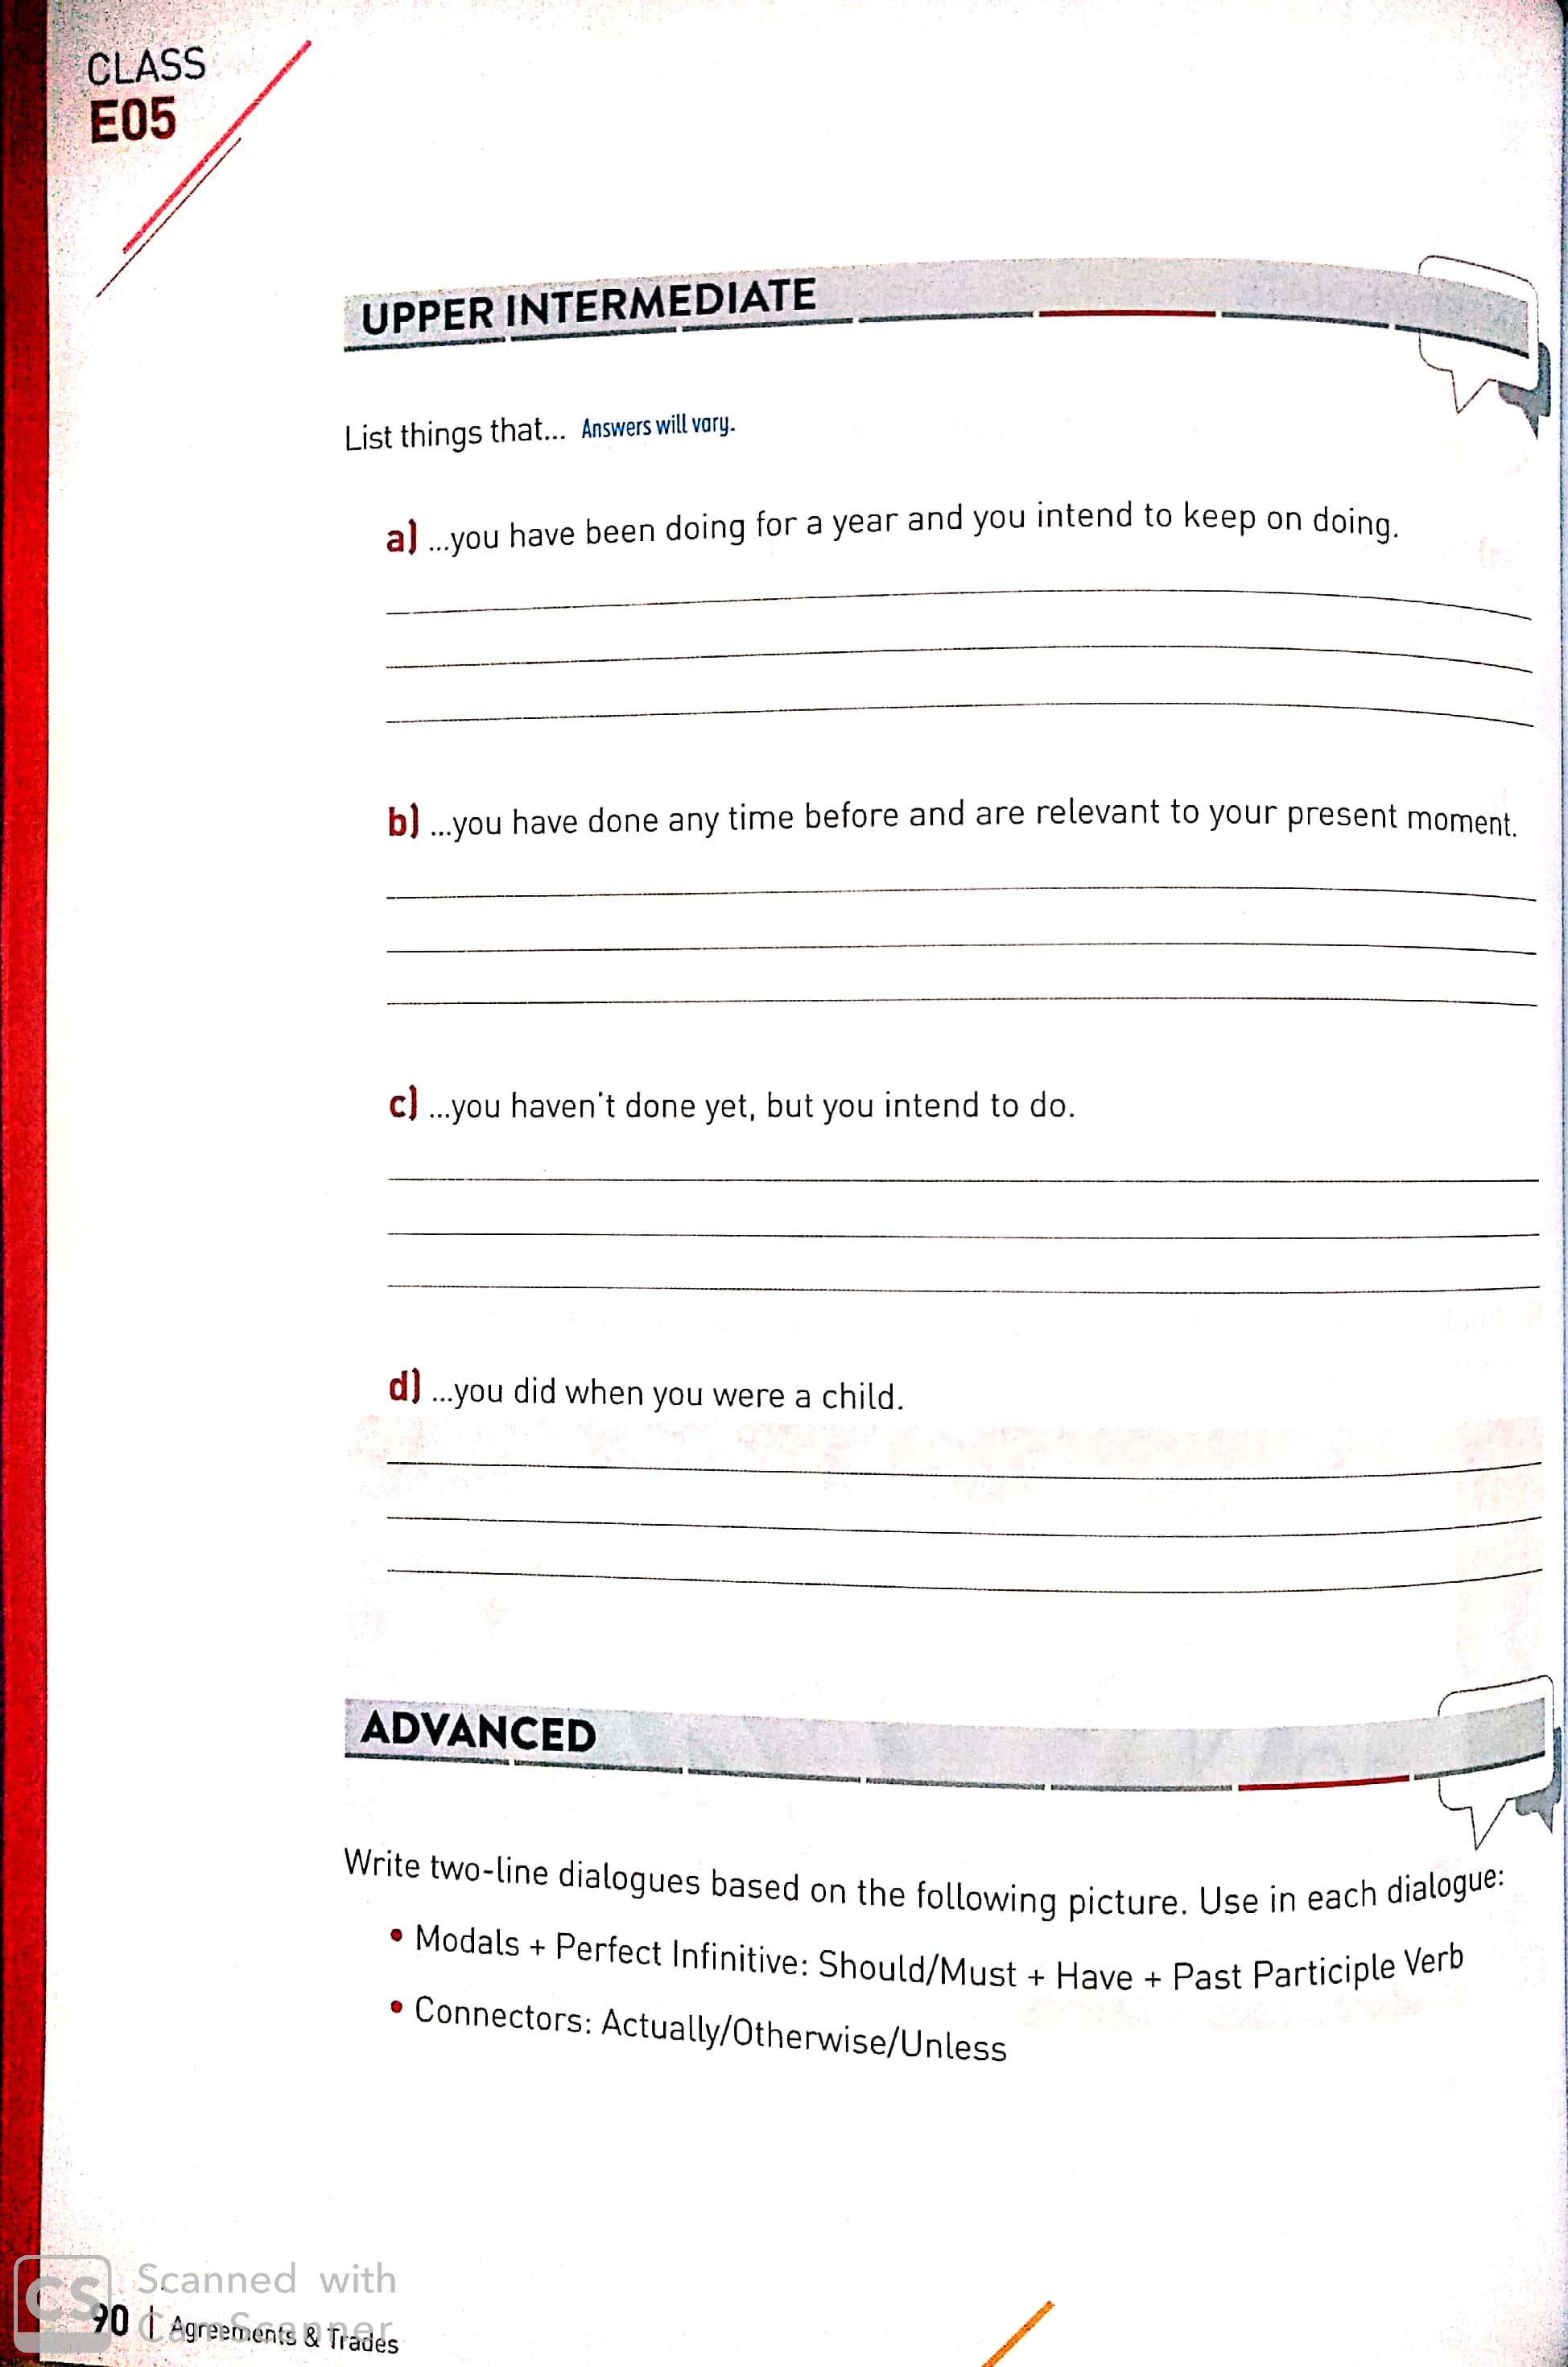 CLASS
E05
UPPER INTERMEDIATE
List things that... Answers will vary.
a) ...you have been doing for a year and you intend to keep on doing.
b) ...you have done any time before and are relevant to your present moment.
c) ...you haven't done yet, but you intend to do.
d) ...you did when you were a child.
ADVANCED
Write two-line dialogues based on the following picture. Use in each dialogue:
• Modals + Perfect Infinitive: Should/Must + Have + Past Participle Verb
• Connectors: Actually/Otherwise/Unless
CS Scanned with
CamScanner
90 | Agreements & Trades